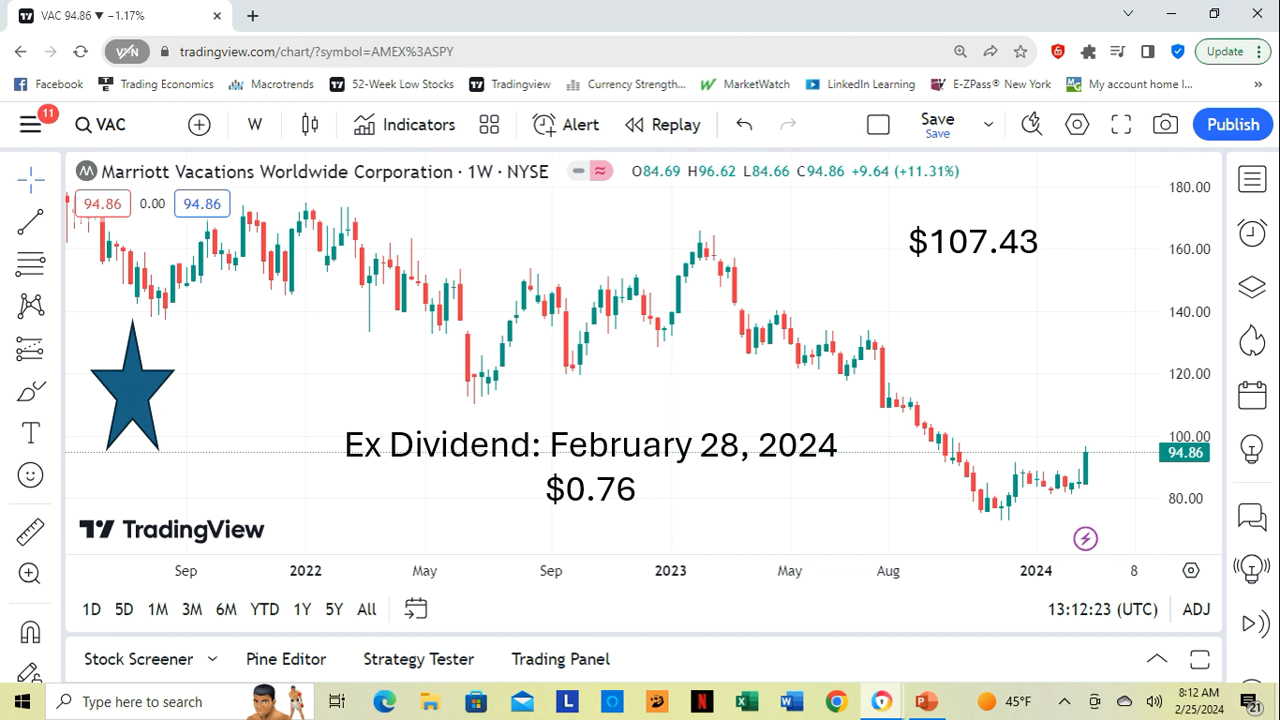 VAC 94.86 ▼ −1.17%
tradingview.com/chart/?symbol=AMEX%3ASPY
Update
Facebook Trading Economics Macrotrends 52-Week Low Stocks Tradingview Currency Strength... MarketWatch LinkedIn Learning E-ZPass® New York My account home I... »
11
VAC W Indicators Alert Replay Save Publish
Save
Marriott Vacations Worldwide Corporation · 1W · NYSE O84.69 H96.62 L84.66 C94.86 +9.64 (+11.31%)
94.86 0.00 94.86
180.00
$107.43
160.00
140.00
120.00
100.00
Ex Dividend: February 28, 2024
94.86
$0.76
80.00
TradingView
Sep 2022 May Sep 2023 May Aug 2024 8
1D 5D 1M 3M 6M YTD 1Y 5Y All 13:12:23 (UTC) ADJ
Stock Screener Pine Editor Strategy Tester Trading Panel
Type here to search 45°F 8:12 AM
2/25/2024
21